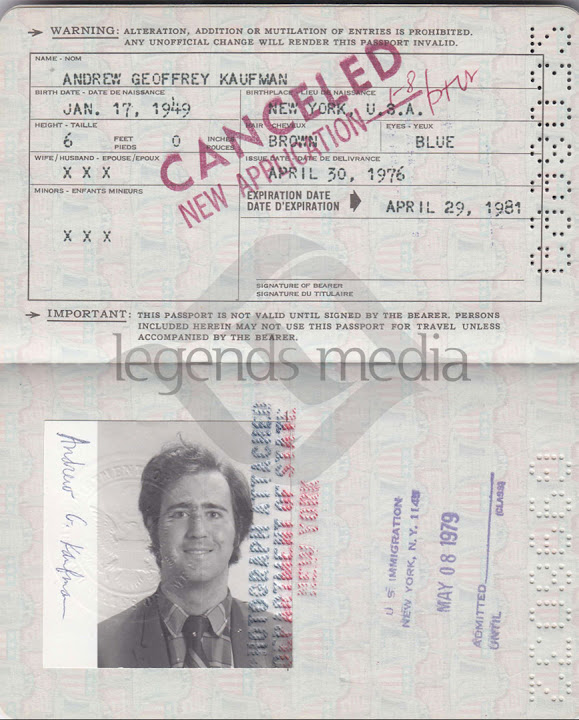 WARNING: ALTERATION, ADDITION OR MUTILATION OF ENTRIES IS PROHIBITED.
ANY UNOFFICIAL CHANGE WILL RENDER THIS PASSPORT INVALID.
NAME - NOM
ANDREW GEOFFREY KAUFMAN
BIRTH DATE - DATE DE NAISSANCE BIRTHPLACE - LIEU DE NAISSANCE
JAN. 17, 1949 NEW YORK, U.S.A.
HEIGHT - TAILLE HAIR - CHEVEUX EYES - YEUX
6 FEET PIEDS 0 INCHES POUCES BROWN BLUE
WIFE / HUSBAND - EPOUSE / EPOUX ISSUE DATE - DATE DE DELIVRANCE
X X X APRIL 30, 1976
MINORS - ENFANTS MINEURS EXPIRATION DATE
DATE D'EXPIRATION APRIL 29, 1981
X X X
CANCELED
NEW APPLICATION
SIGNATURE OF BEARER
SIGNATURE DU TITULAIRE
IMPORTANT: THIS PASSPORT IS NOT VALID UNTIL SIGNED BY THE BEARER. PERSONS
INCLUDED HEREIN MAY NOT USE THIS PASSPORT FOR TRAVEL UNLESS
ACCOMPANIED BY THE BEARER.
legends media
Andrew G. Kaufman
HOTOGRAPH ATTACHED
DEPARTMENT OF STATE
NEW YORK
U S IMMIGRATION
NEW YORK, N.Y.
MAY 08 1979
ADMITTED
UNTIL (CLASS)